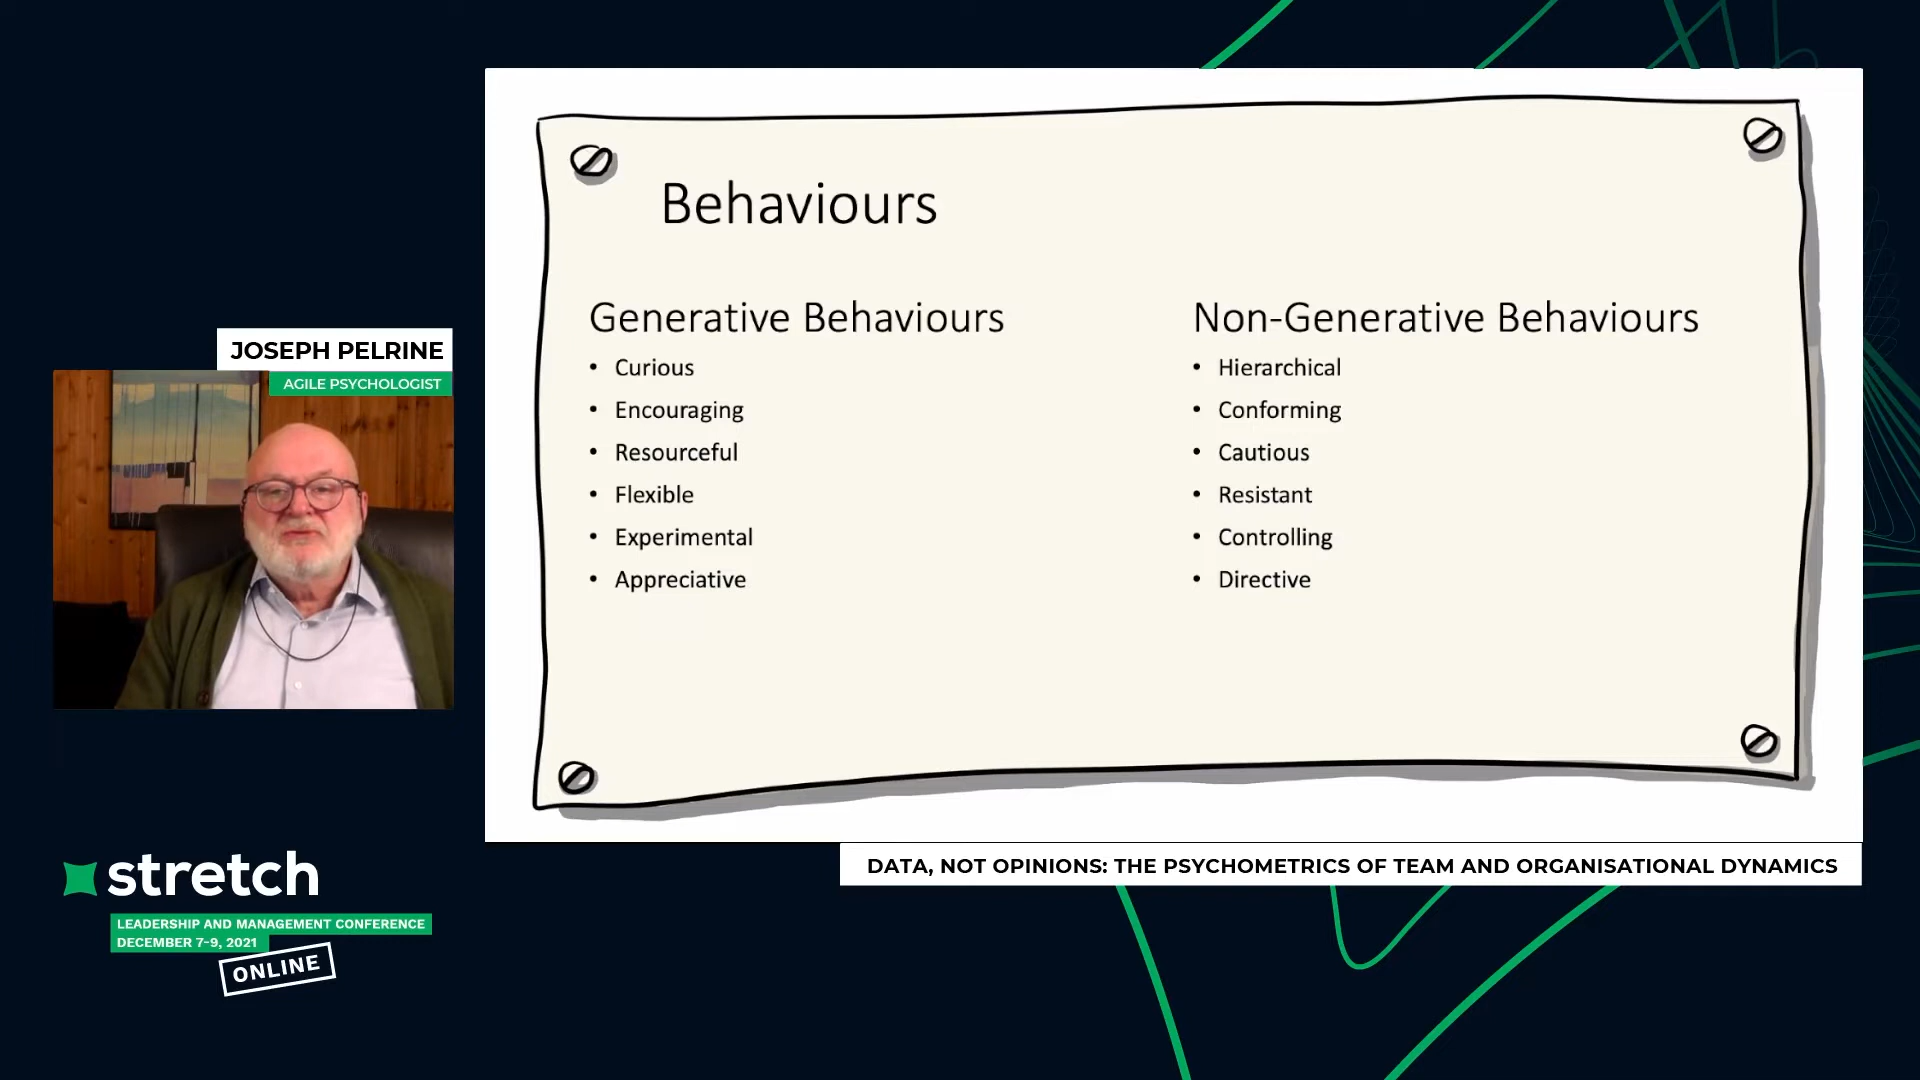 JOSEPH PELRINE
AGILE PSYCHOLOGIST
Behaviours
Generative Behaviours
• Curious
• Encouraging
• Resourceful
• Flexible
• Experimental
• Appreciative
Non-Generative Behaviours
• Hierarchical
• Conforming
• Cautious
• Resistant
• Controlling
• Directive
DATA, NOT OPINIONS: THE PSYCHOMETRICS OF TEAM AND ORGANISATIONAL DYNAMICS
stretch
LEADERSHIP AND MANAGEMENT CONFERENCE
DECEMBER 7-9, 2021
ONLINE